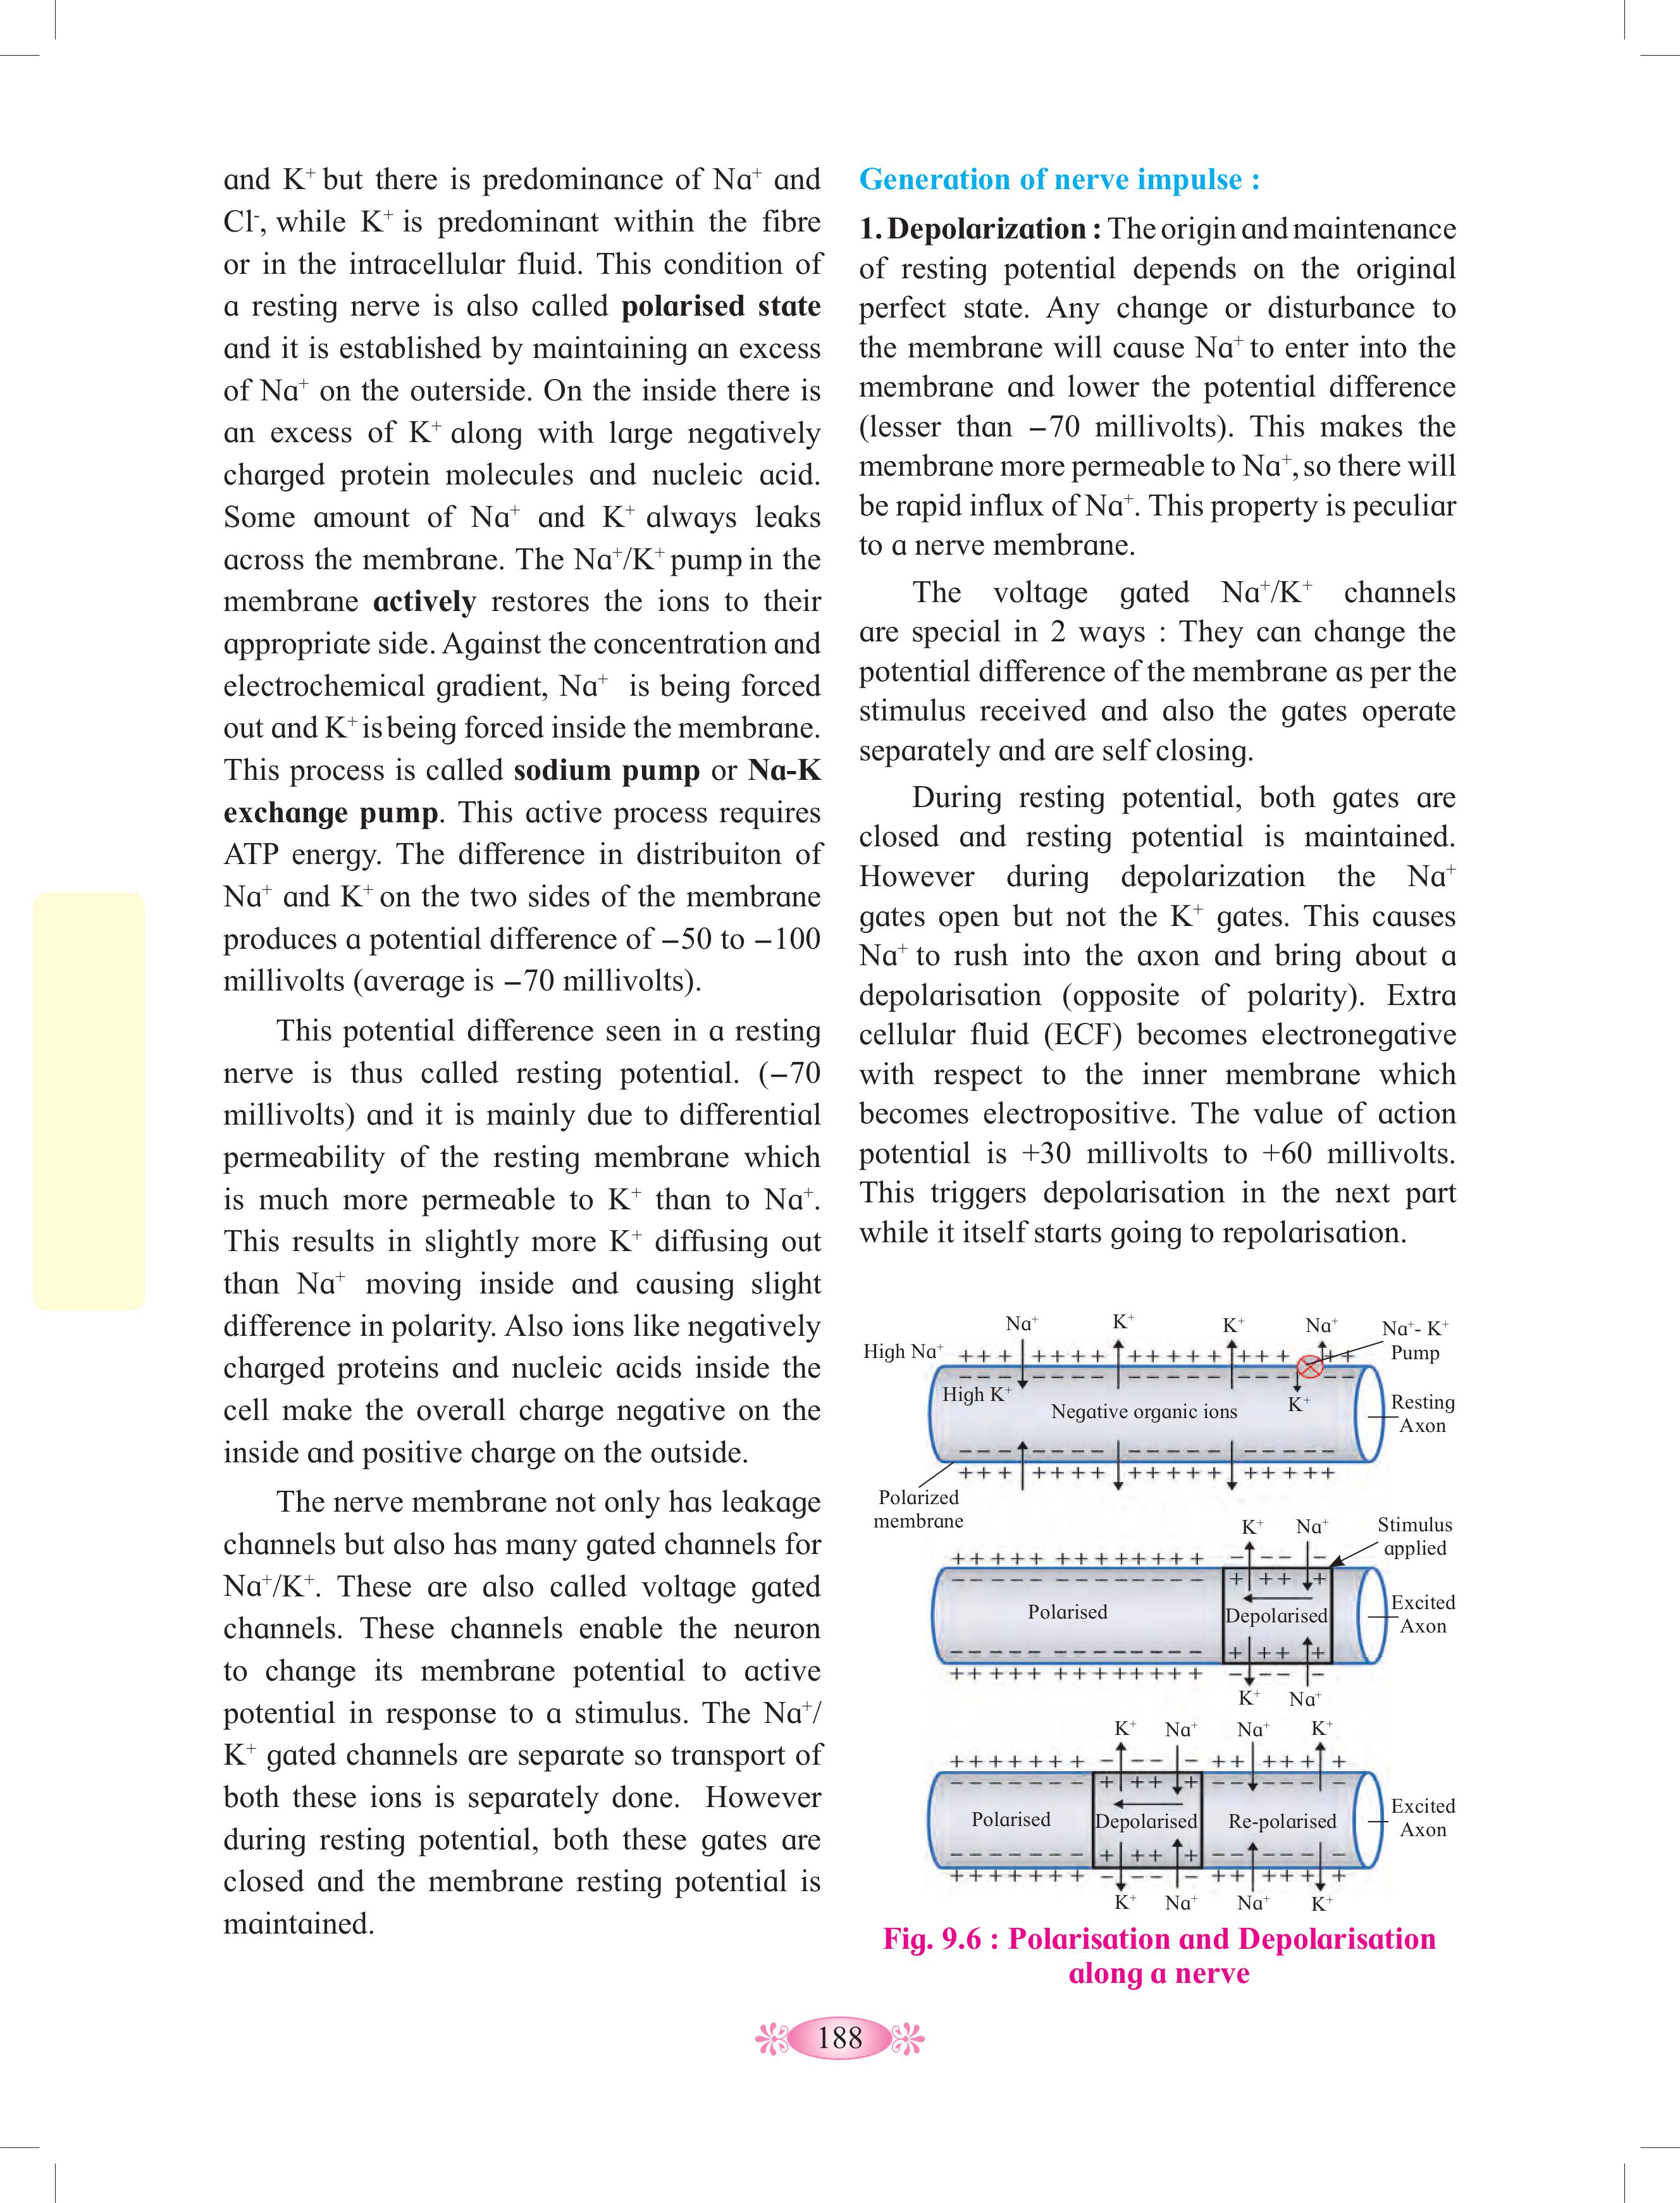 and K⁺ but there is predominance of Na⁺ and
Cl⁻, while K⁺ is predominant within the fibre
or in the intracellular fluid. This condition of
a resting nerve is also called polarised state
and it is established by maintaining an excess
of Na⁺ on the outerside. On the inside there is
an excess of K⁺ along with large negatively
charged protein molecules and nucleic acid.
Some amount of Na⁺ and K⁺ always leaks
across the membrane. The Na⁺/K⁺ pump in the
membrane actively restores the ions to their
appropriate side. Against the concentration and
electrochemical gradient, Na⁺ is being forced
out and K⁺ is being forced inside the membrane.
This process is called sodium pump or Na-K
exchange pump. This active process requires
ATP energy. The difference in distribuiton of
Na⁺ and K⁺ on the two sides of the membrane
produces a potential difference of –50 to –100
millivolts (average is –70 millivolts).
This potential difference seen in a resting
nerve is thus called resting potential. (–70
millivolts) and it is mainly due to differential
permeability of the resting membrane which
is much more permeable to K⁺ than to Na⁺.
This results in slightly more K⁺ diffusing out
than Na⁺ moving inside and causing slight
difference in polarity. Also ions like negatively
charged proteins and nucleic acids inside the
cell make the overall charge negative on the
inside and positive charge on the outside.
The nerve membrane not only has leakage
channels but also has many gated channels for
Na⁺/K⁺. These are also called voltage gated
channels. These channels enable the neuron
to change its membrane potential to active
potential in response to a stimulus. The Na⁺/
K⁺ gated channels are separate so transport of
both these ions is separately done. However
during resting potential, both these gates are
closed and the membrane resting potential is
maintained.
Generation of nerve impulse :
1. Depolarization : The origin and maintenance
of resting potential depends on the original
perfect state. Any change or disturbance to
the membrane will cause Na⁺ to enter into the
membrane and lower the potential difference
(lesser than –70 millivolts). This makes the
membrane more permeable to Na⁺, so there will
be rapid influx of Na⁺. This property is peculiar
to a nerve membrane.
The voltage gated Na⁺/K⁺ channels
are special in 2 ways : They can change the
potential difference of the membrane as per the
stimulus received and also the gates operate
separately and are self closing.
During resting potential, both gates are
closed and resting potential is maintained.
However during depolarization the Na⁺
gates open but not the K⁺ gates. This causes
Na⁺ to rush into the axon and bring about a
depolarisation (opposite of polarity). Extra
cellular fluid (ECF) becomes electronegative
with respect to the inner membrane which
becomes electropositive. The value of action
potential is +30 millivolts to +60 millivolts.
This triggers depolarisation in the next part
while it itself starts going to repolarisation.
Na⁺ K⁺ K⁺ Na⁺ Na⁺- K⁺
Pump
High Na⁺
High K⁺
Negative organic ions
K⁺
Resting
Axon
Polarized
membrane
K⁺ Na⁺
Stimulus
applied
Polarised
Depolarised
Excited
Axon
K⁺ Na⁺
K⁺ Na⁺ Na⁺ K⁺
Polarised
Depolarised
Re-polarised
Excited
Axon
K⁺ Na⁺ Na⁺ K⁺
Fig. 9.6 : Polarisation and Depolarisation
along a nerve
188